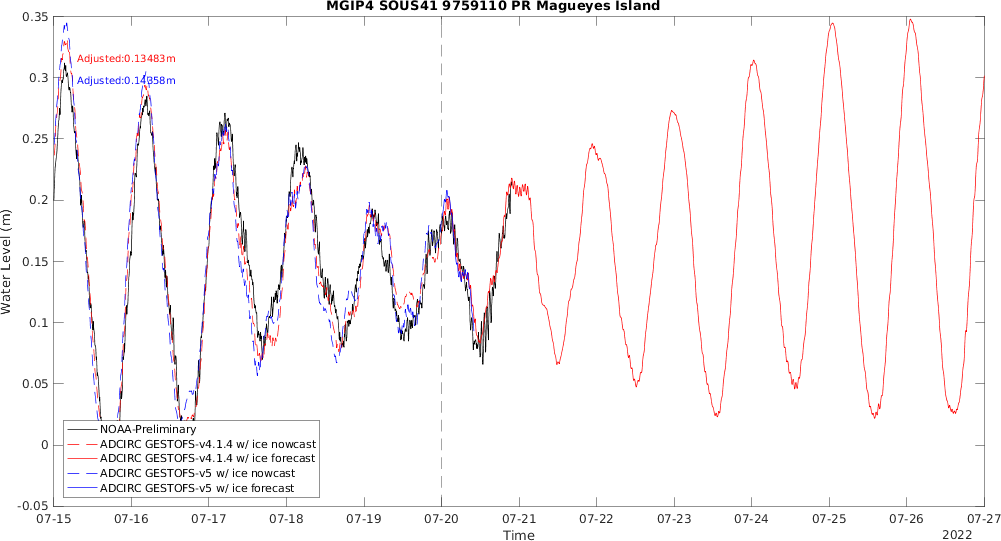 MGIP4 SOUS41 9759110 PR Magueyes Island
0.35
0.3
0.25
0.2
0.15
0.1
0.05
0
-0.05
Water Level (m)
Adjusted:0.13483m
Adjusted:0.14358m
NOAA-Preliminary
ADCIRC GESTOFS-v4.1.4 w/ ice nowcast
ADCIRC GESTOFS-v4.1.4 w/ ice forecast
ADCIRC GESTOFS-v5 w/ ice nowcast
ADCIRC GESTOFS-v5 w/ ice forecast
07-15 07-16 07-17 07-18 07-19 07-20 07-21 07-22 07-23 07-24 07-25 07-26 07-27
Time
2022